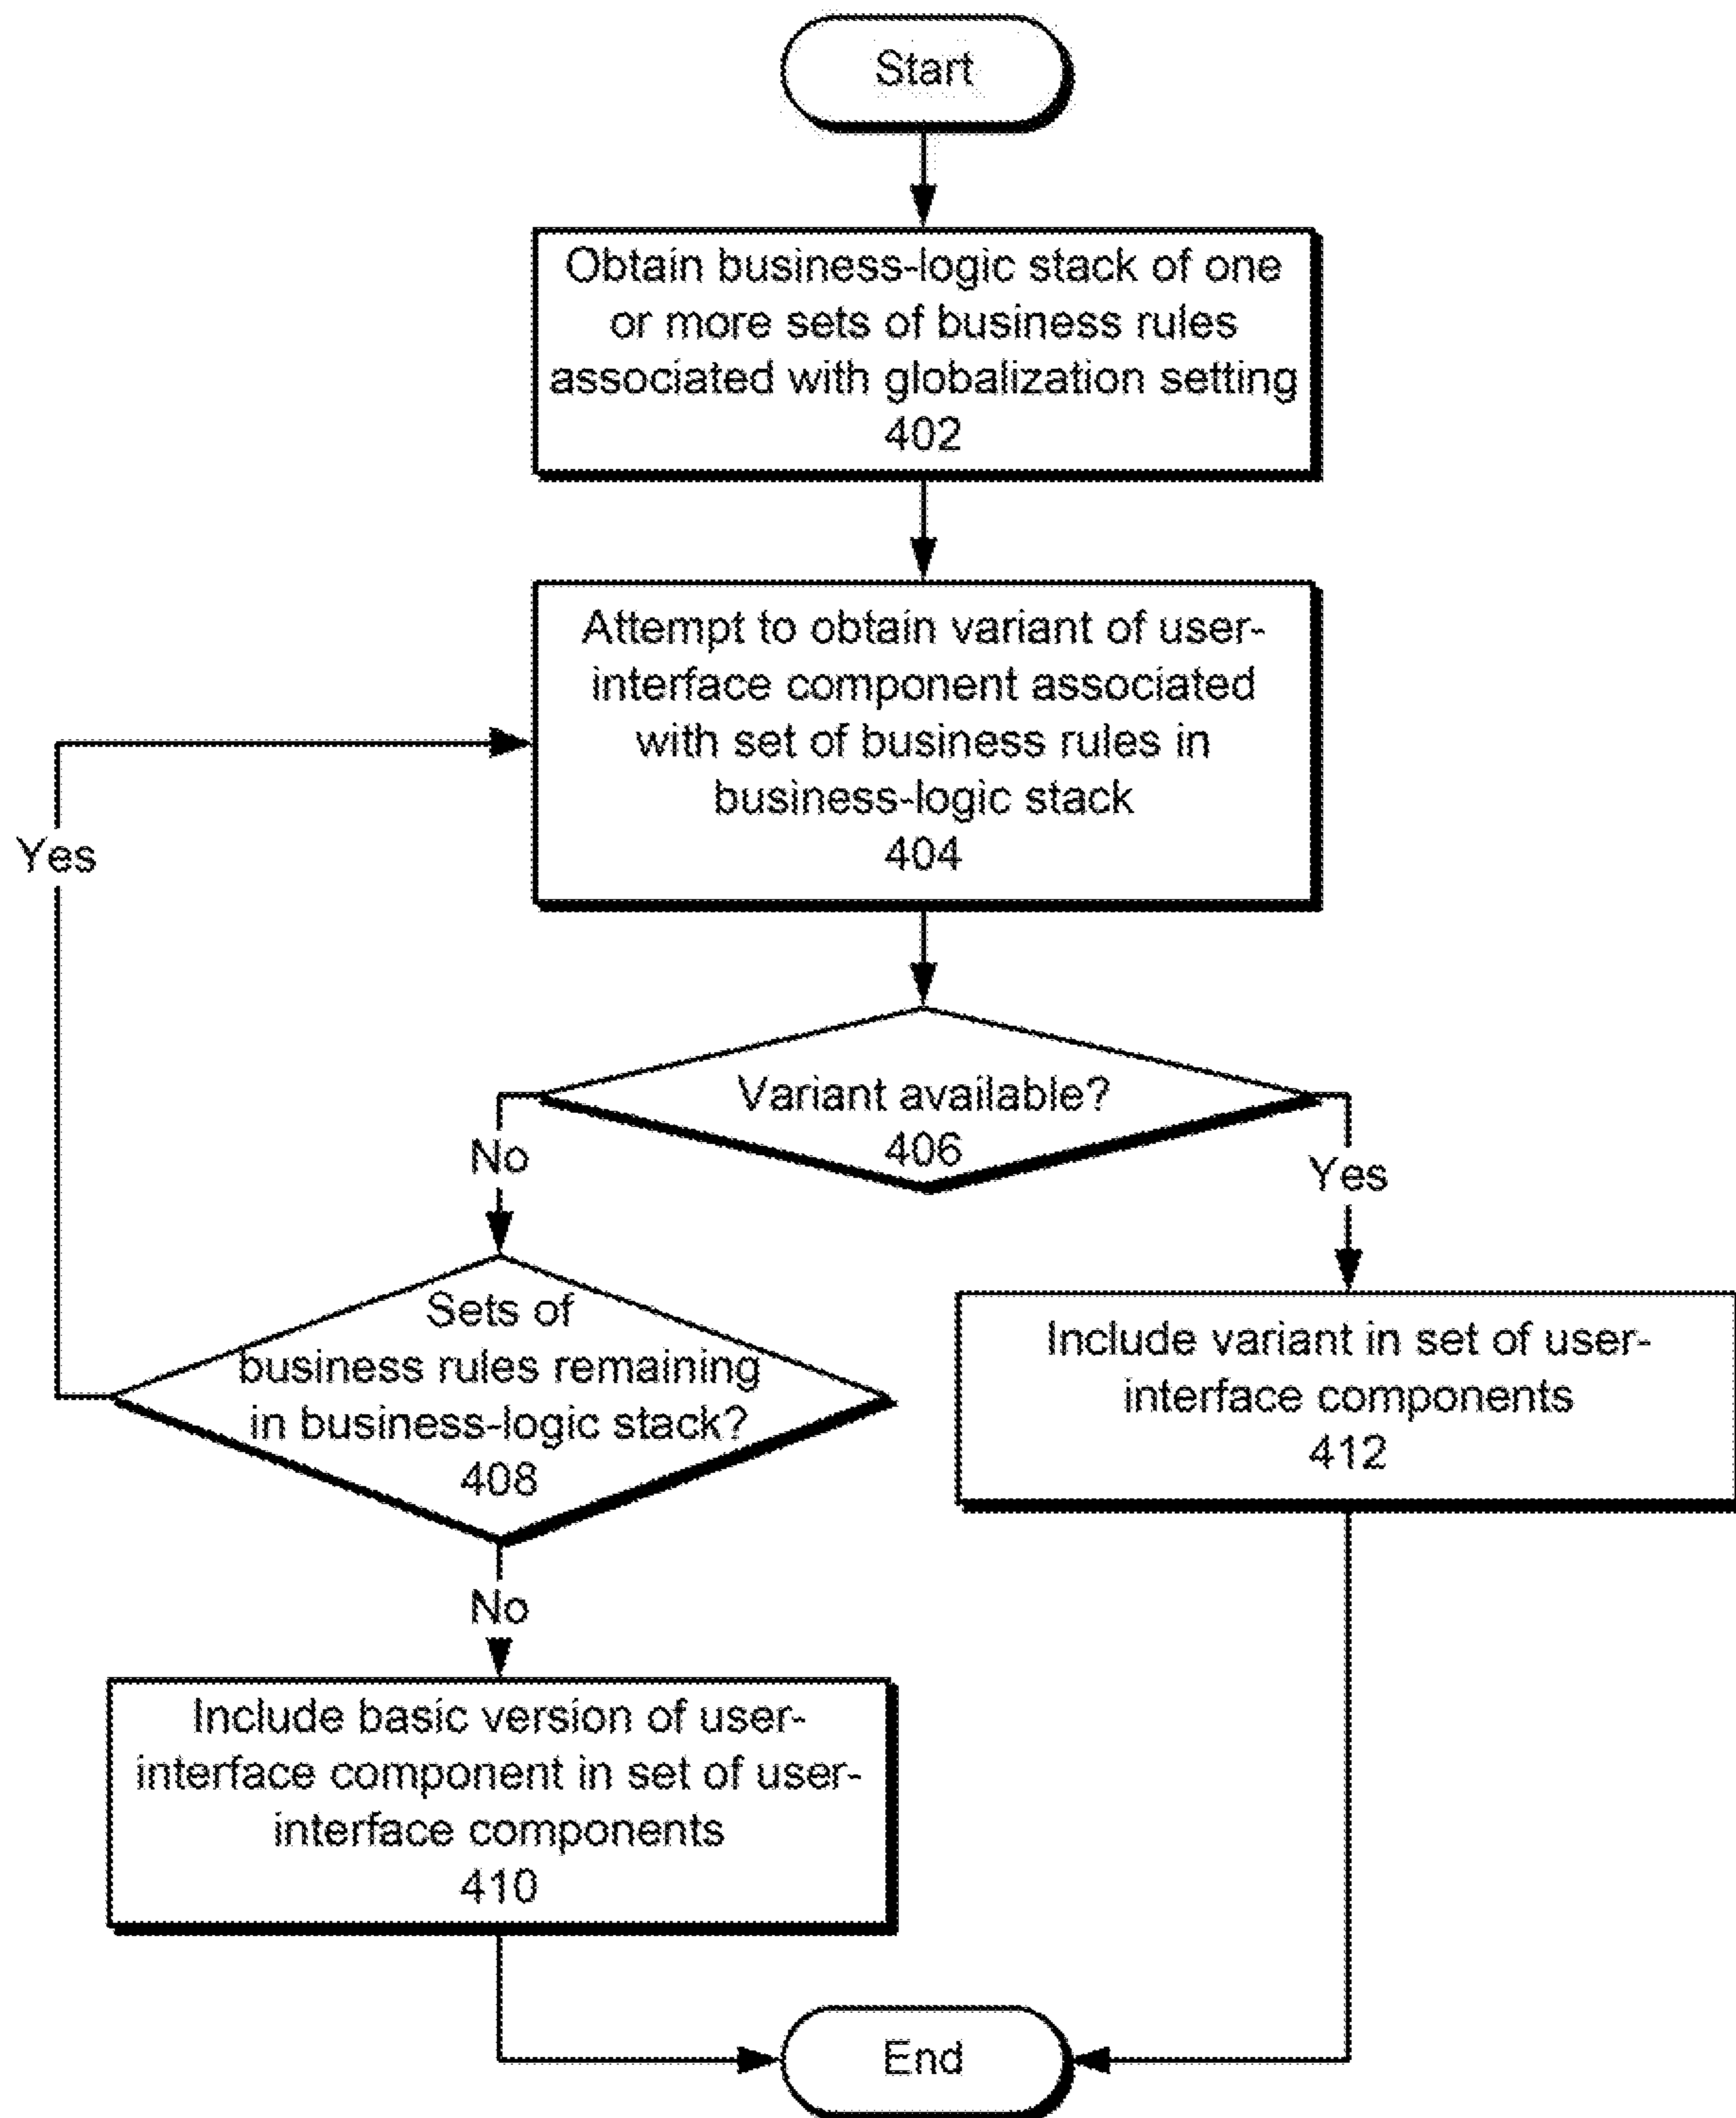 Start
Obtain business-logic stack of one
or more sets of business rules
associated with globalization setting
402
Attempt to obtain variant of user-
interface component associated
with set of business rules in
business-logic stack
404
Yes
Variant available?
406
No
Yes
Sets of
business rules remaining
in business-logic stack?
408
Include variant in set of user-
interface components
412
No
Include basic version of user-
interface component in set of user-
interface components
410
End